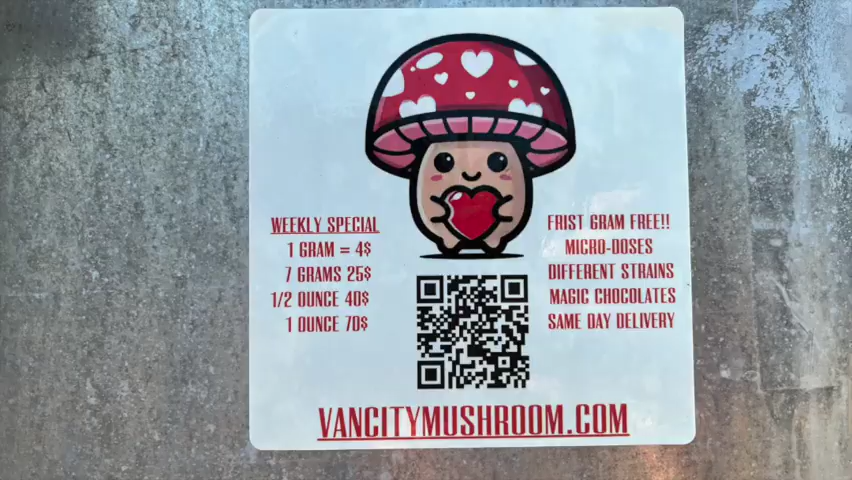 WEEKLY SPECIAL
1 GRAM = 4$
7 GRAMS 25$
1/2 OUNCE 40$
1 OUNCE 70$
FRIST GRAM FREE!!
MICRO-DOSES
DIFFERENT STRAINS
MAGIC CHOCOLATES
SAME DAY DELIVERY
VANCITYMUSHROOM.COM